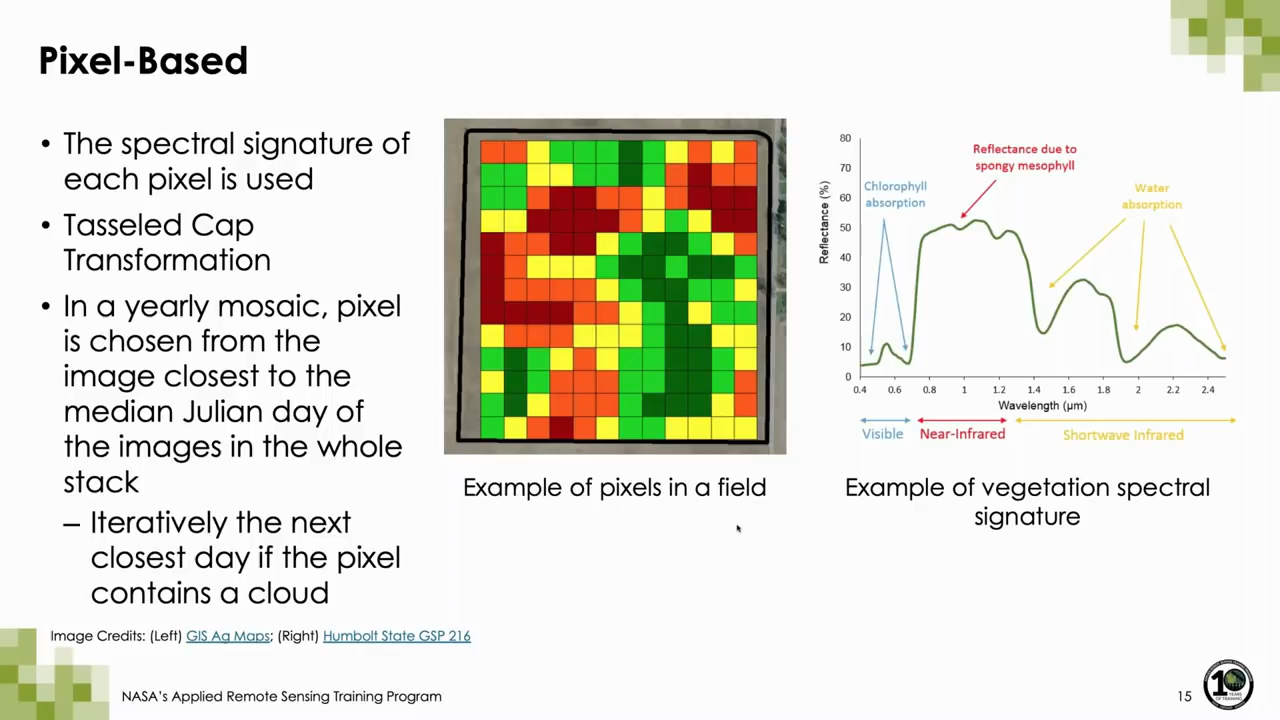 Pixel-Based
• The spectral signature of
each pixel is used
• Tasseled Cap
Transformation
• In a yearly mosaic, pixel
is chosen from the
image closest to the
median Julian day of
the images in the whole
stack
– Iteratively the next
closest day if the pixel
contains a cloud
Example of pixels in a field
80
70
60
50
40
30
20
10
0
Reflectance (%)
Reflectance due to
spongy mesophyll
Chlorophyll
absorption
Water
absorption
0.4 0.6 0.8 1 1.2 1.4 1.6 1.8 2 2.2 2.4
Wavelength (µm)
Visible Near-Infrared Shortwave Infrared
Example of vegetation spectral
signature
Image Credits: (Left) GIS Ag Maps; (Right) Humbolt State GSP 216
NASA's Applied Remote Sensing Training Program
15
10
YEARS
OF TRAINING